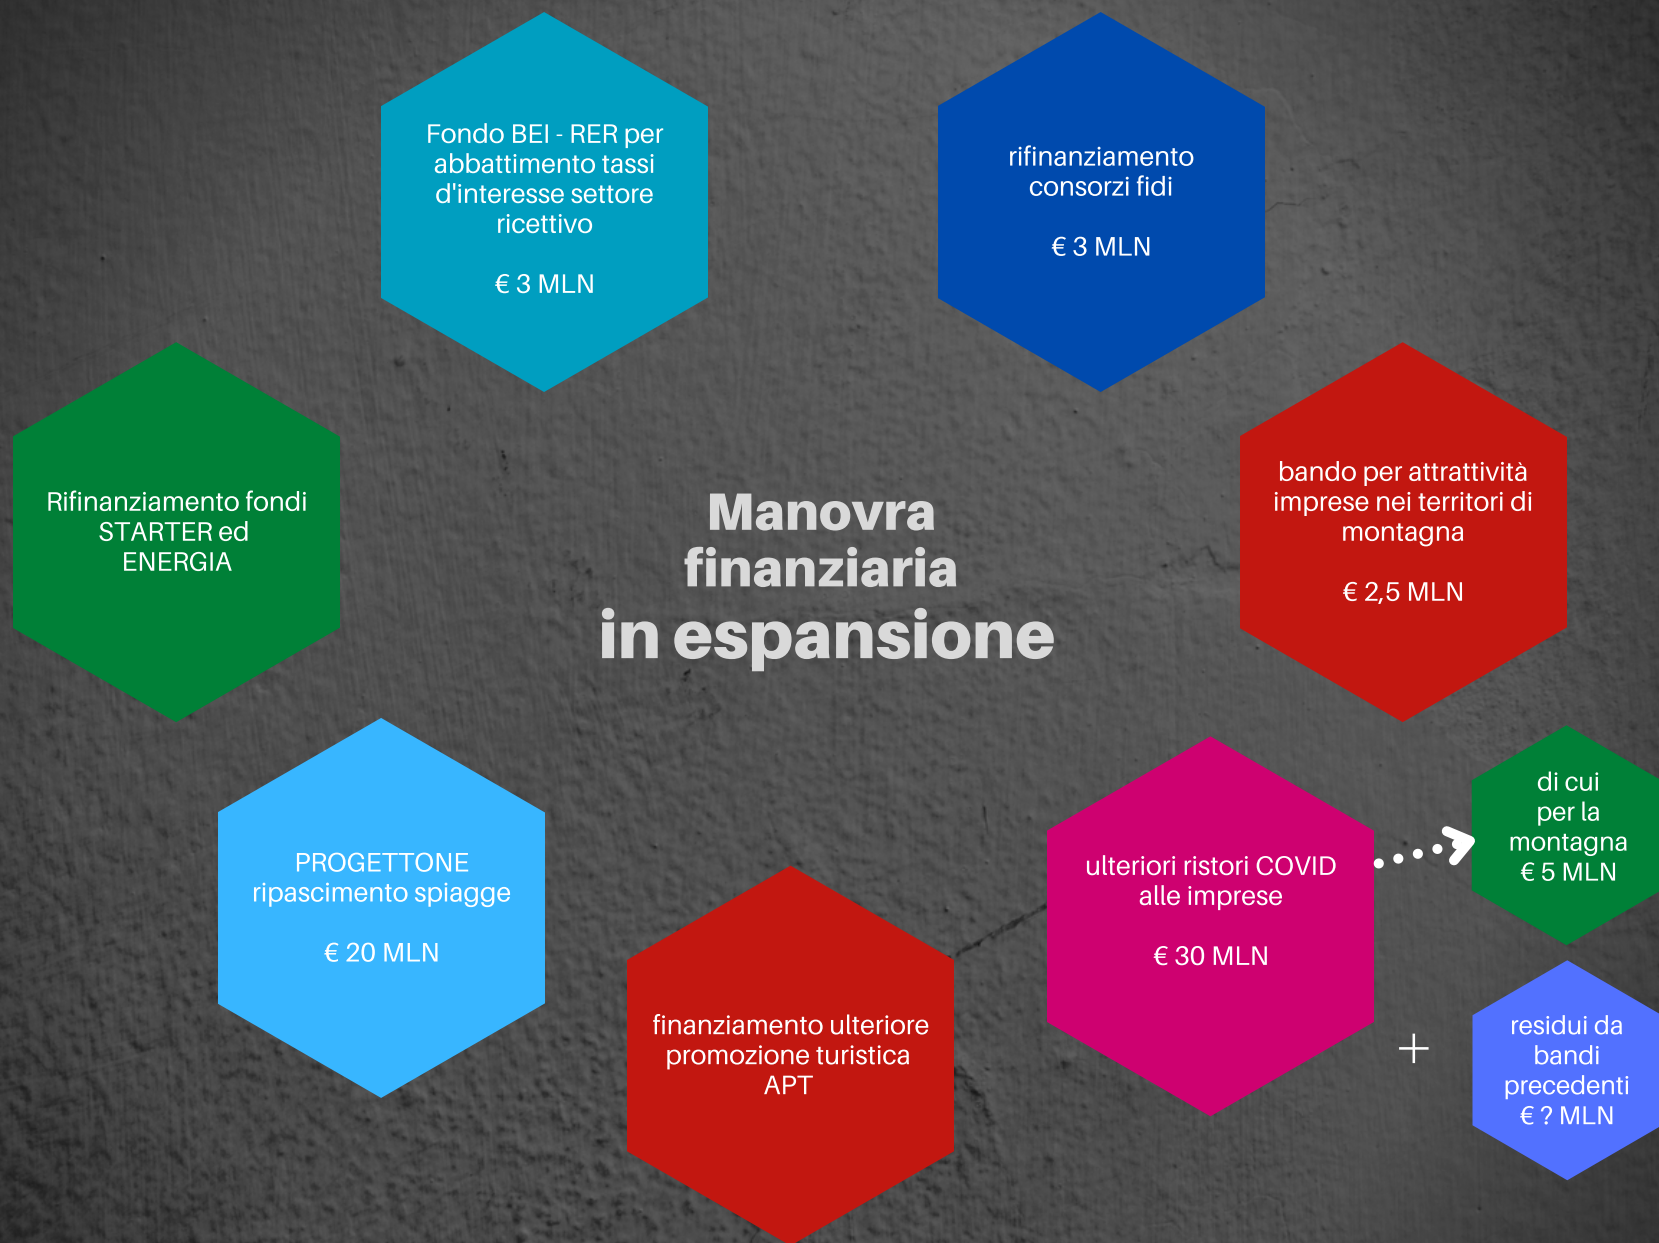 Fondo BEI - RER per
abbattimento tassi
d'interesse settore
ricettivo
€ 3 MLN
rifinanziamento
consorzi fidi
€ 3 MLN
Rifinanziamento fondi
STARTER ed
ENERGIA
Manovra
finanziaria
in espansione
bando per attrattività
imprese nei territori di
montagna
€ 2,5 MLN
PROGETTONE
ripascimento spiagge
€ 20 MLN
finanziamento ulteriore
promozione turistica
APT
ulteriori ristori COVID
alle imprese
€ 30 MLN
di cui
per la
montagna
€ 5 MLN
+
residui da
bandi
precedenti
€ ? MLN